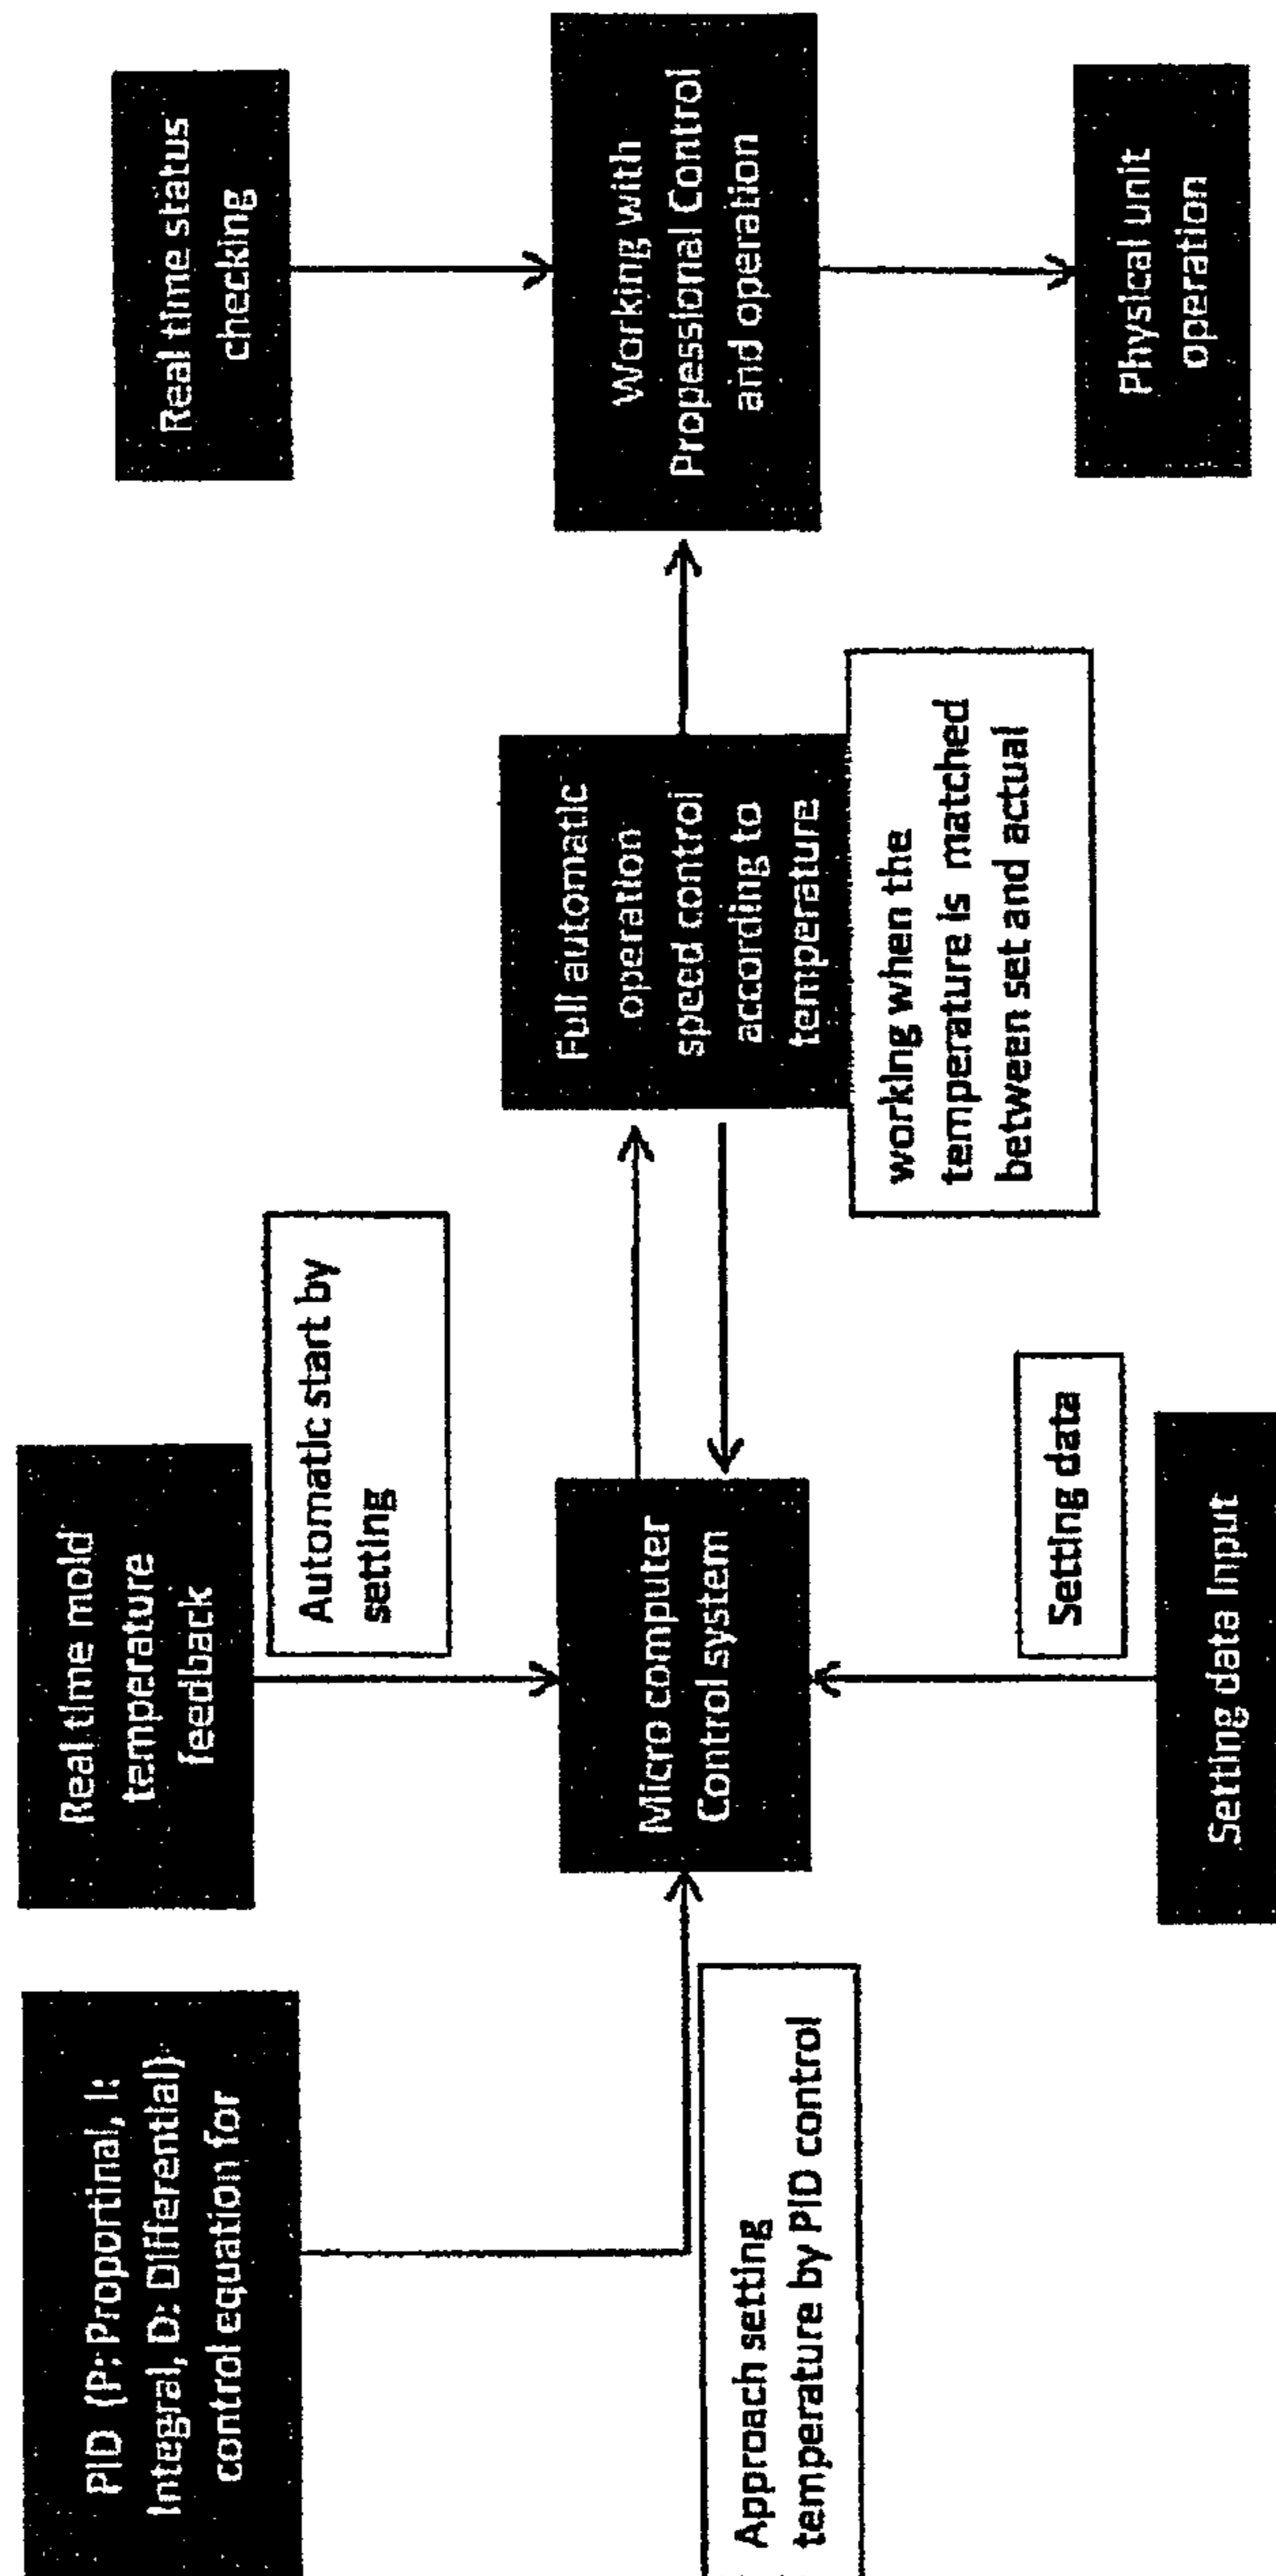 PID (P; Proportinal, I:
Integral, D: Differential)
control equation for
Approach setting
temperature by PID control
Real time mold
temperature
feedback
Automatic start by
setting
Micro computer
Control system
Setting data
Setting data Input
Full automatic
operation
speed control
according to
temperature
working when the
temperature is matched
between set and actual
Real time status
checking
Working with
Propessional Control
and operation
Physical unit
operation